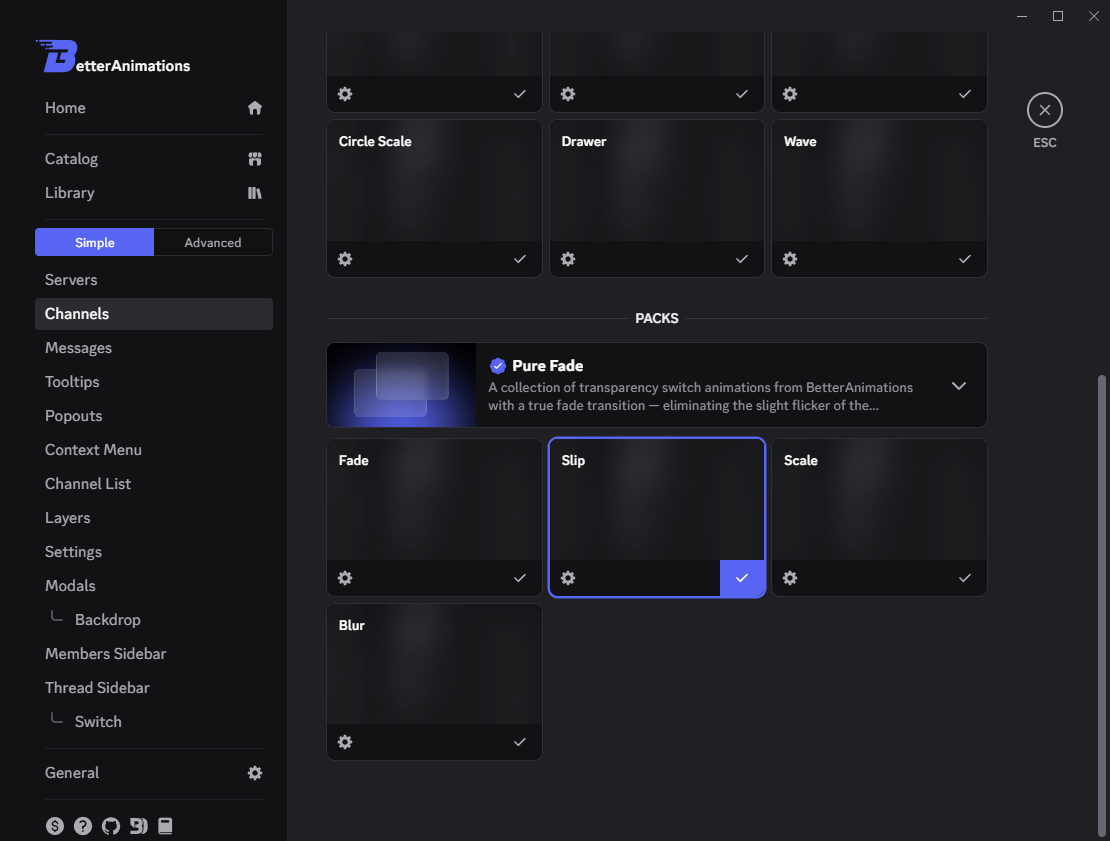 BetterAnimations
Home
Catalog
Library
Simple
Advanced
Servers
Channels
Messages
Tooltips
Popouts
Context Menu
Channel List
Layers
Settings
Modals
Backdrop
Members Sidebar
Thread Sidebar
Switch
General
Circle Scale
Drawer
Wave
PACKS
Pure Fade
A collection of transparency switch animations from BetterAnimations
with a true fade transition — eliminating the slight flicker of the...
Fade
Slip
Scale
Blur
ESC